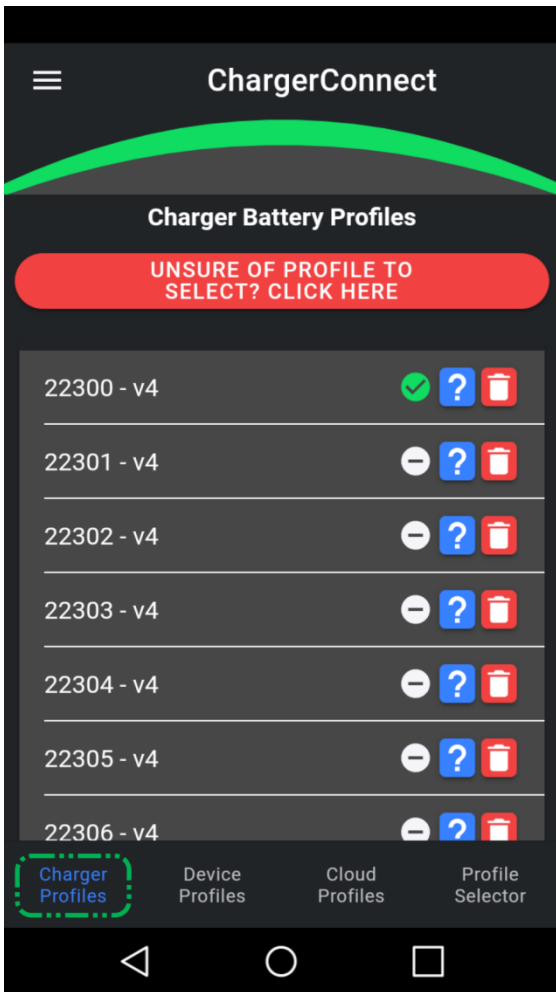 ChargerConnect
Charger Battery Profiles
UNSURE OF PROFILE TO
SELECT? CLICK HERE
22300 - v4
?
22301 - v4
?
22302 - v4
?
22303 - v4
?
22304 - v4
?
22305 - v4
?
22306 - v4
?
Charger
Profiles
Device
Profiles
Cloud
Profiles
Profile
Selector